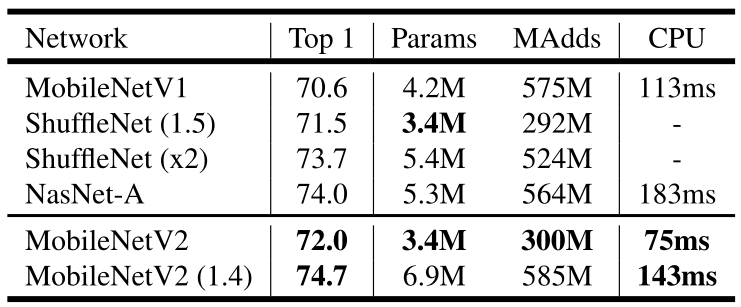 Network Top 1 Params MAdds CPU
MobileNetV1 70.6 4.2M 575M 113ms
ShuffleNet (1.5) 71.5 3.4M 292M -
ShuffleNet (x2) 73.7 5.4M 524M -
NasNet-A 74.0 5.3M 564M 183ms
MobileNetV2 72.0 3.4M 300M 75ms
MobileNetV2 (1.4) 74.7 6.9M 585M 143ms